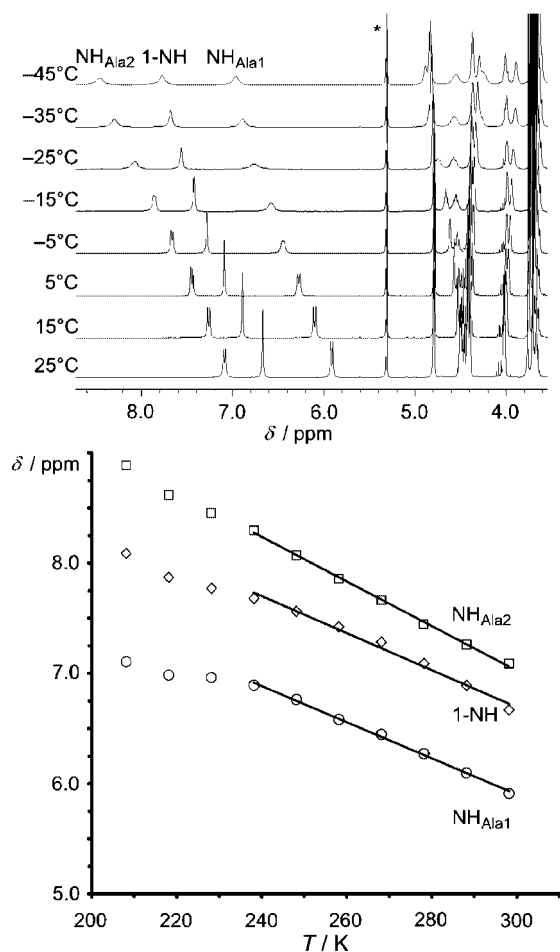 *
NH_Ala2 1-NH NH_Ala1
–45°C
–35°C
–25°C
–15°C
–5°C
5°C
15°C
25°C
8.0 7.0 6.0 5.0 4.0
δ / ppm
δ / ppm
8.0
7.0
6.0
5.0
NH_Ala2
1-NH
NH_Ala1
200 220 240 260 280 300
T / K